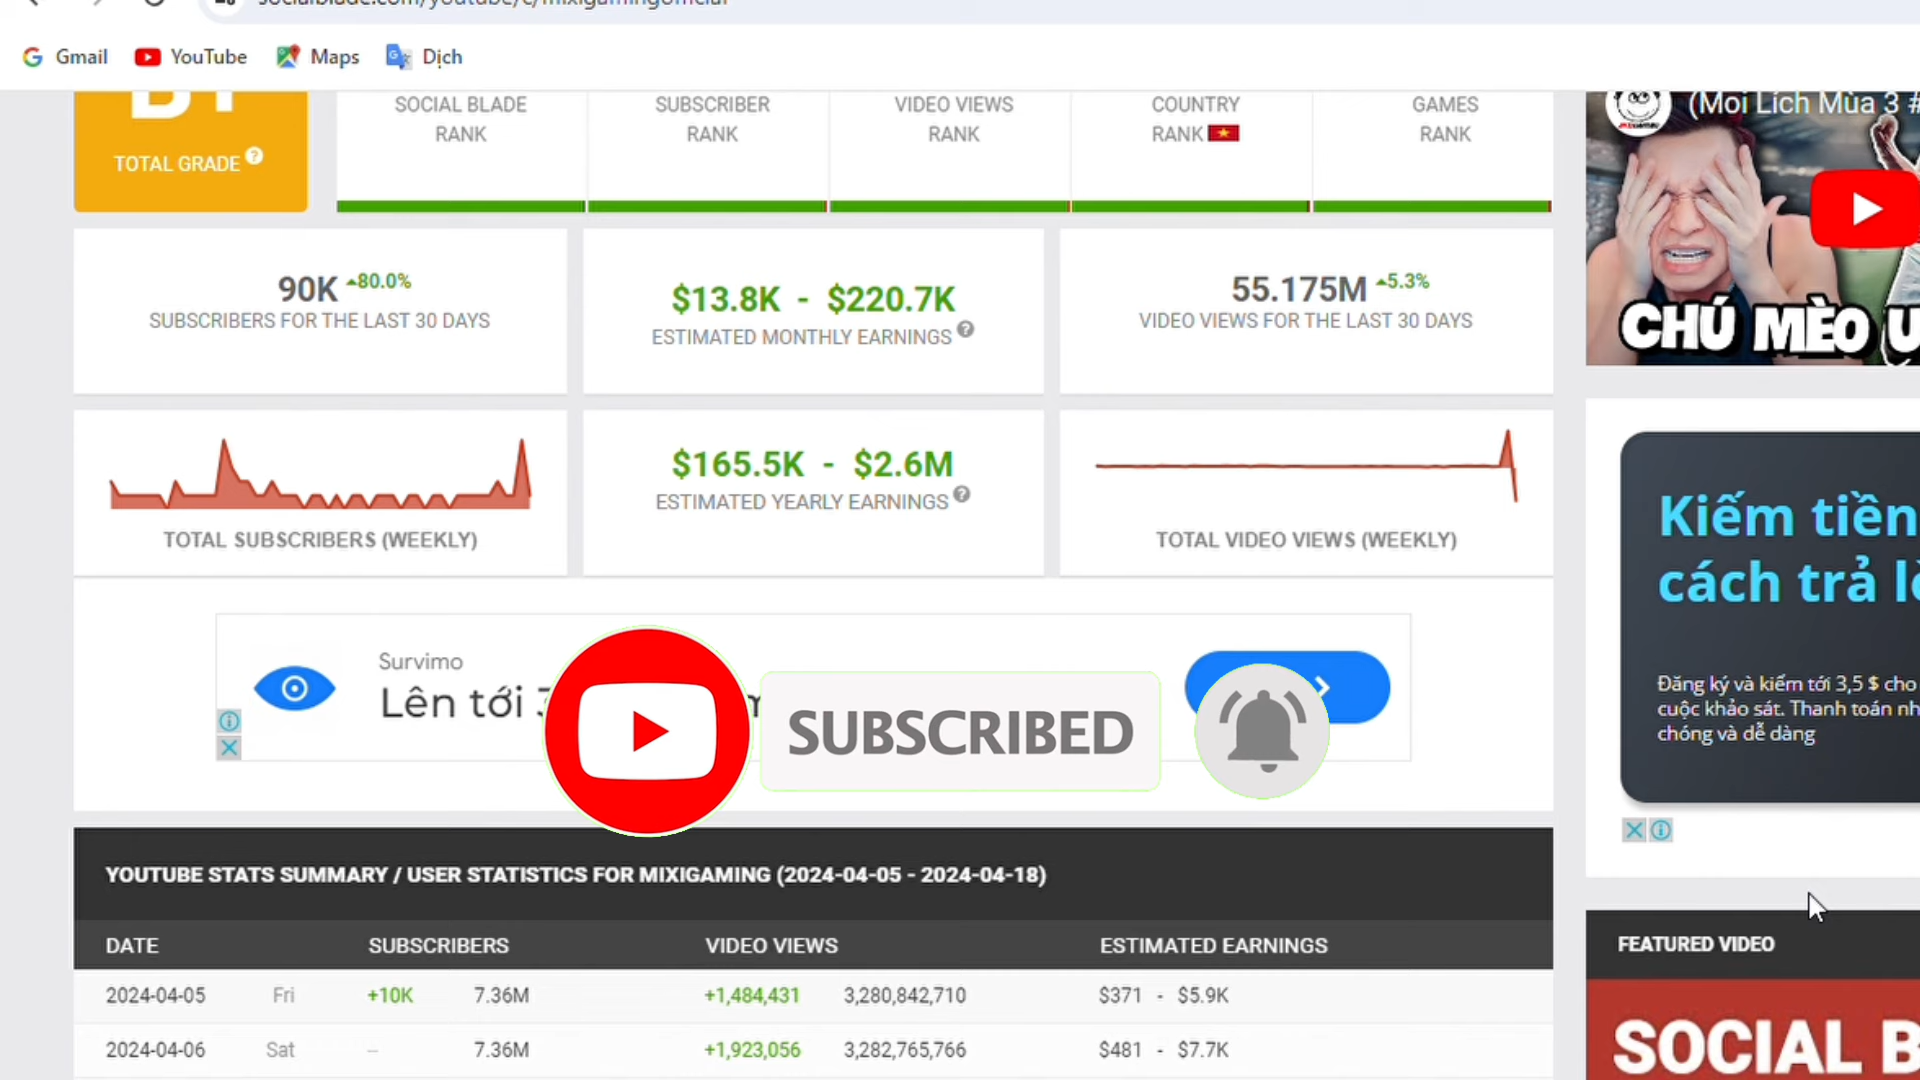 socialblade.com/youtube/c/mixigamingofficial
Gmail YouTube Maps Dịch
TOTAL GRADE
SOCIAL BLADE
RANK
SUBSCRIBER
RANK
VIDEO VIEWS
RANK
COUNTRY
RANK
GAMES
RANK
90K 80.0%
SUBSCRIBERS FOR THE LAST 30 DAYS
$13.8K - $220.7K
ESTIMATED MONTHLY EARNINGS
55.175M 5.3%
VIDEO VIEWS FOR THE LAST 30 DAYS
TOTAL SUBSCRIBERS (WEEKLY)
$165.5K - $2.6M
ESTIMATED YEARLY EARNINGS
TOTAL VIDEO VIEWS (WEEKLY)
Survimo
Lên tới
SUBSCRIBED
YOUTUBE STATS SUMMARY / USER STATISTICS FOR MIXIGAMING (2024-04-05 - 2024-04-18)
DATE SUBSCRIBERS VIDEO VIEWS ESTIMATED EARNINGS
2024-04-05 Fri +10K 7.36M +1,484,431 3,280,842,710 $371 - $5.9K
2024-04-06 Sat -- 7.36M +1,923,056 3,282,765,766 $481 - $7.7K
(Mỏi Lích Mùa 3 #
CHÚ MÈO
Kiếm tiền
cách trả
Đăng ký và kiếm tới 3,5 $ cho
cuộc khảo sát. Thanh toán
chóng và dễ dàng
FEATURED VIDEO
SOCIAL B